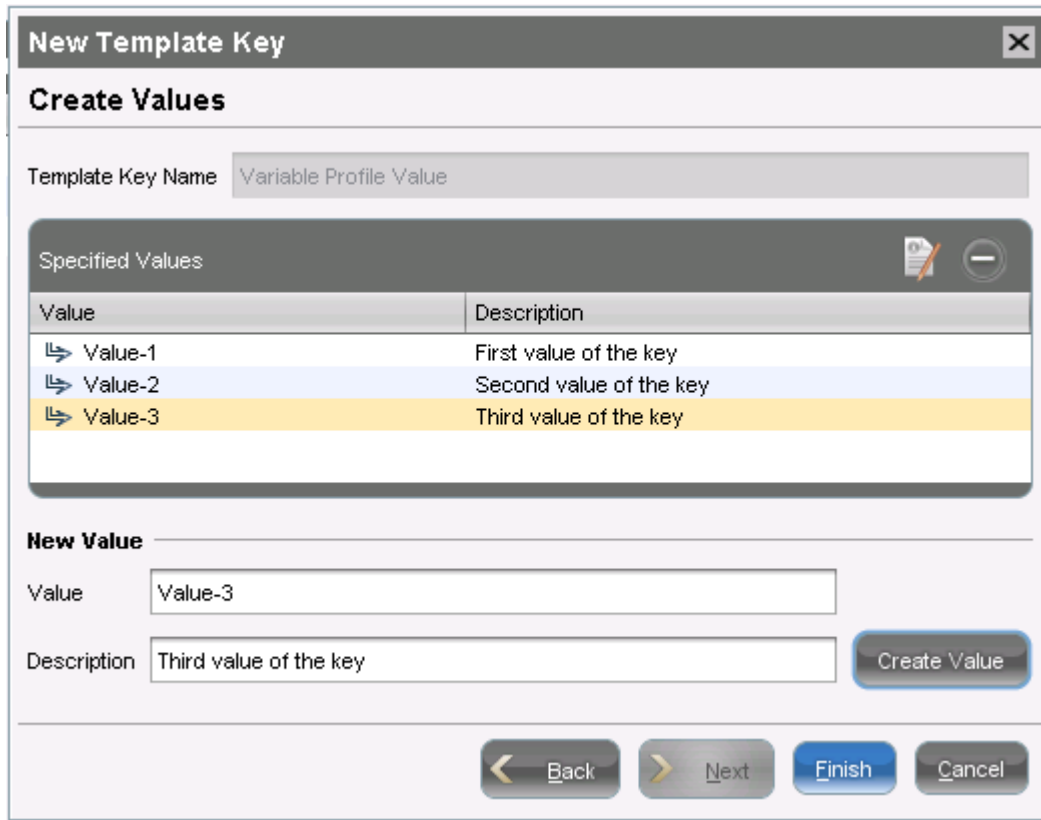 New Template Key
Create Values
Template Key Name Variable Profile Value
Specified Values
Value Description
Value-1 First value of the key
Value-2 Second value of the key
Value-3 Third value of the key
New Value
Value Value-3
Description Third value of the key Create Value
Back Next Finish Cancel